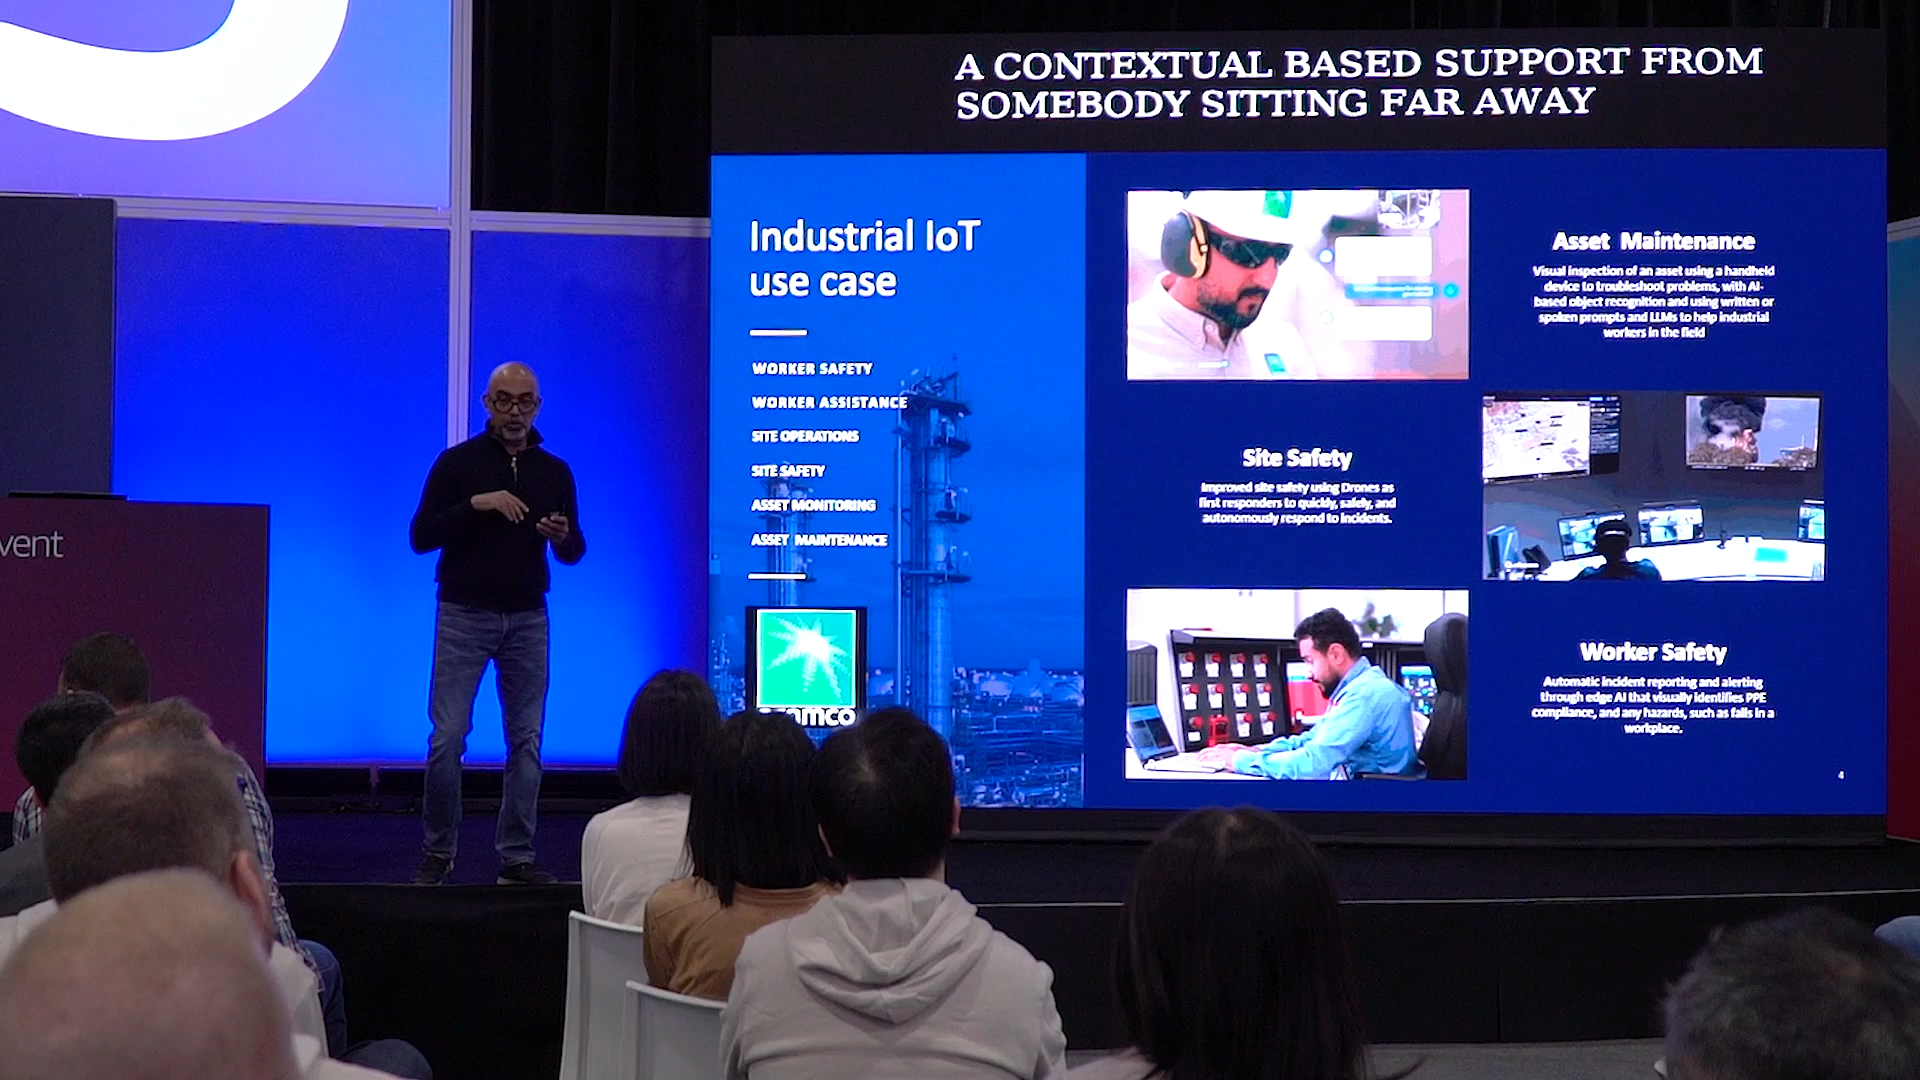 A CONTEXTUAL BASED SUPPORT FROM
SOMEBODY SITTING FAR AWAY
Industrial IoT
use case
WORKER SAFETY
WORKER ASSISTANCE
SITE OPERATIONS
SITE SAFETY
ASSET MONITORING
ASSET MAINTENANCE
aramco
Asset Maintenance
Visual inspection of an asset using a handheld
device to troubleshoot problems, with AI-
based object recognition and using written or
spoken prompts and LLMs to help industrial
workers in the field
Site Safety
Improved site safety using Drones as
first responders to quickly, safely, and
autonomously respond to incidents.
Worker Safety
Automatic incident reporting and alerting
through edge AI that visually identifies PPE
compliance, and any hazards, such as falls in a
workplace.
4
vent